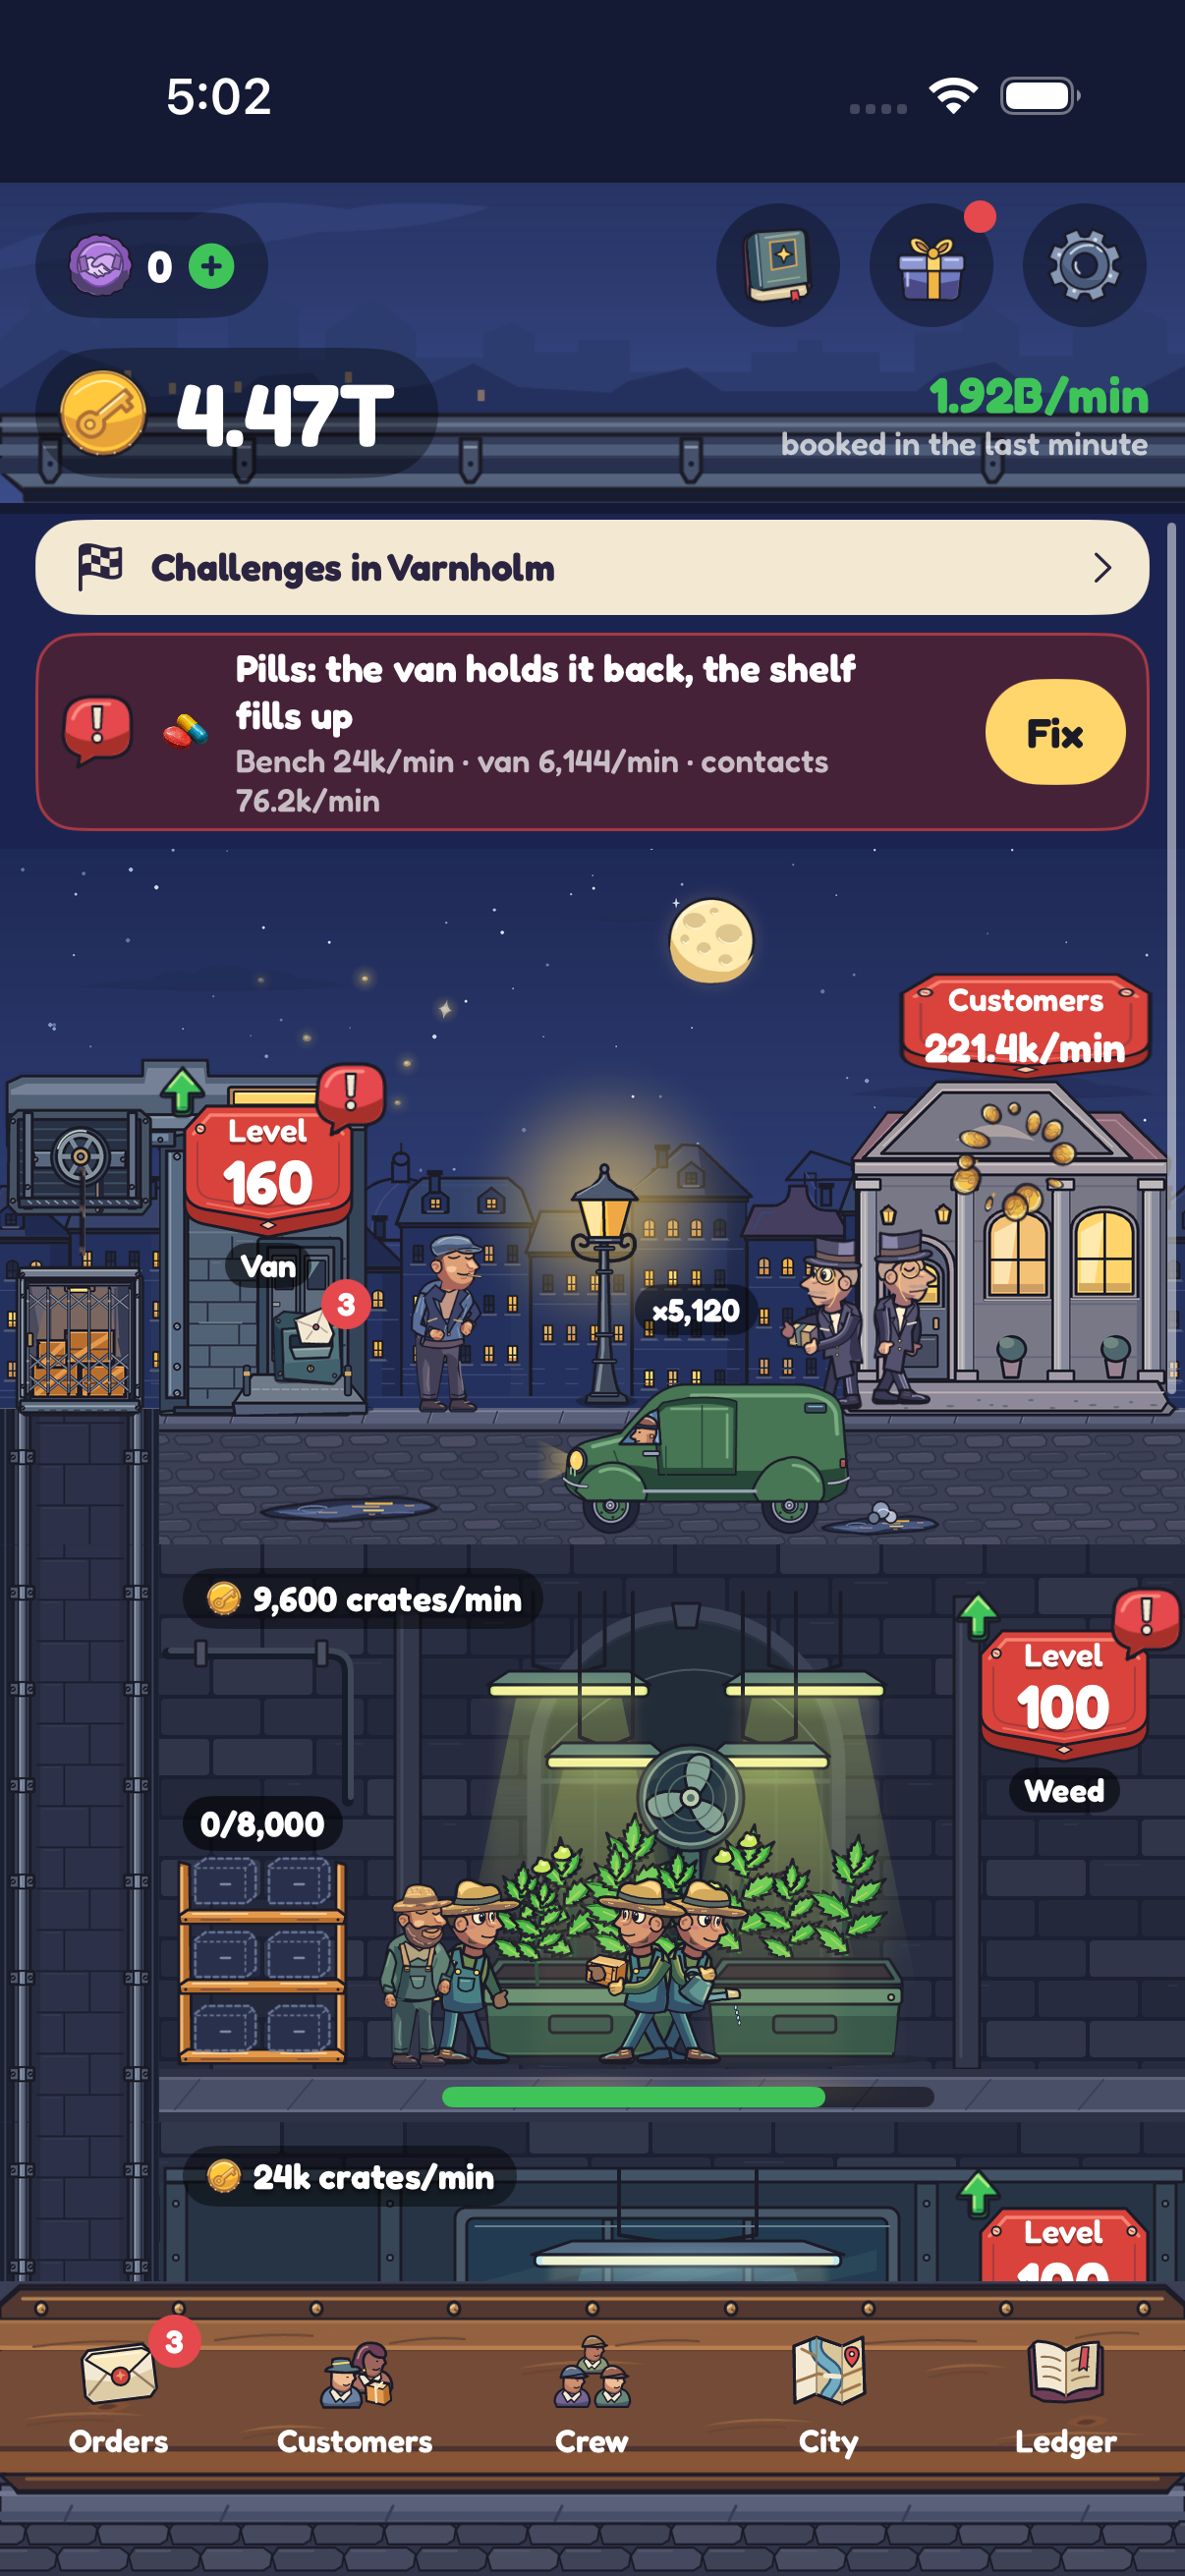 5:02
0
4.47T
1.92B/min
booked in the last minute
Challenges in Varnholm
Pills: the van holds it back, the shelf
fills up
Bench 24k/min · van 6,144/min · contacts
76.2k/min
Fix
Customers
221.4k/min
Level
160
Van
3
×5,120
9,600 crates/min
Level
100
Weed
0/8,000
24k crates/min
Level
100
3
Orders
Customers
Crew
City
Ledger